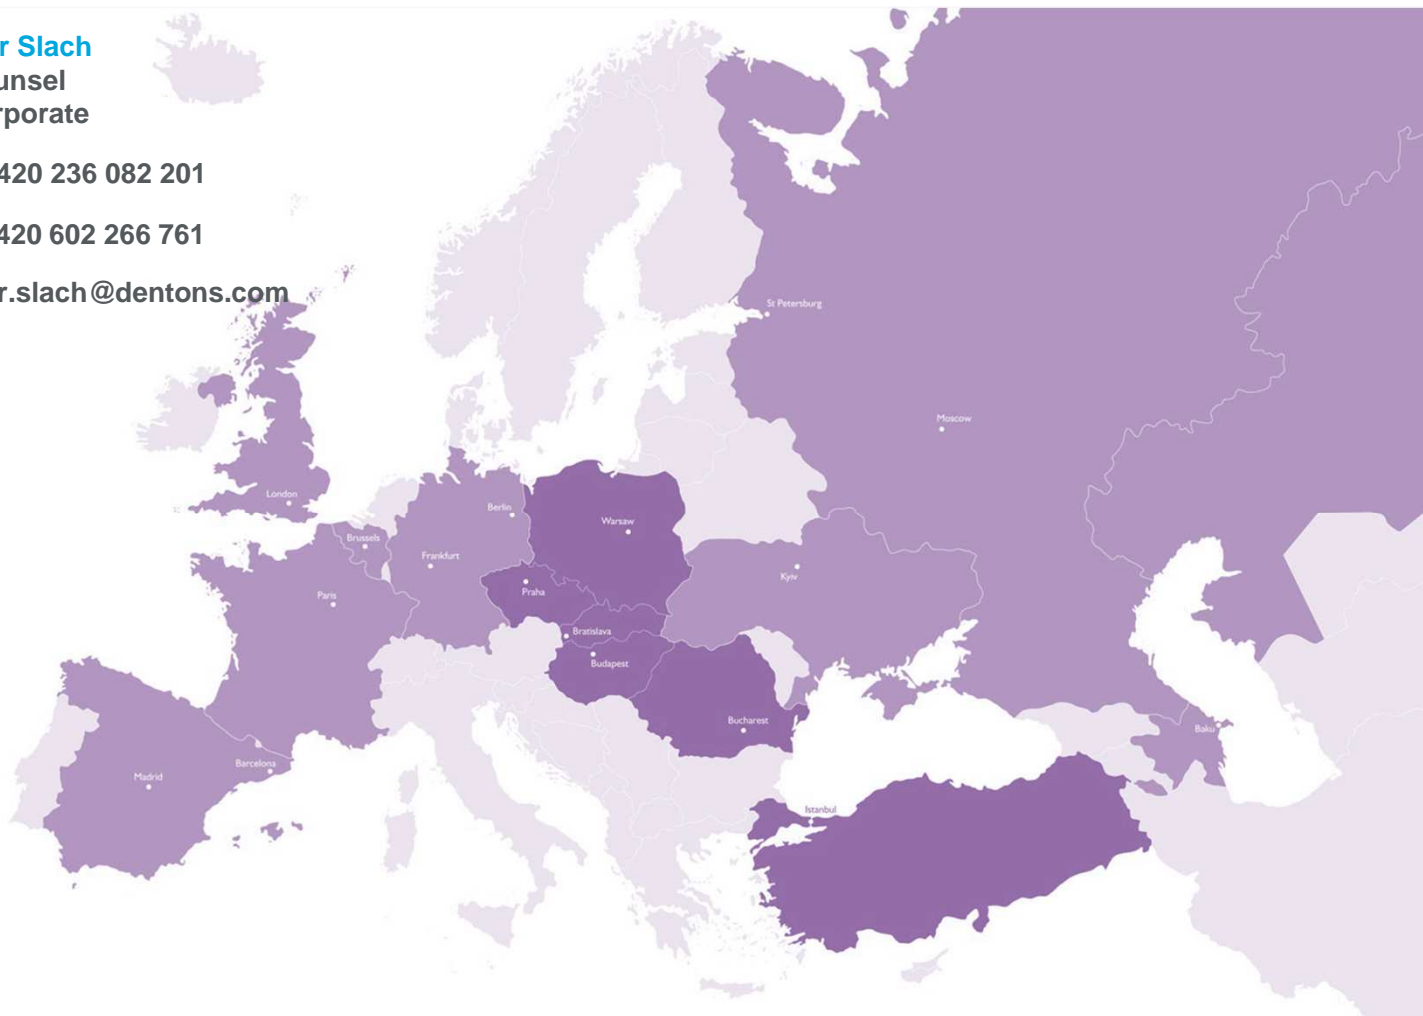 r Slach
unsel
rporate
420 236 082 201
420 602 266 761
r.slach@dentons.com
St Petersburg
Moscow
London
Berlin
Warsaw
Brussels
Frankfurt
Kyiv
Praha
Paris
Bratislava
Budapest
Bucharest
Baku
Barcelona
Madrid
Istanbul